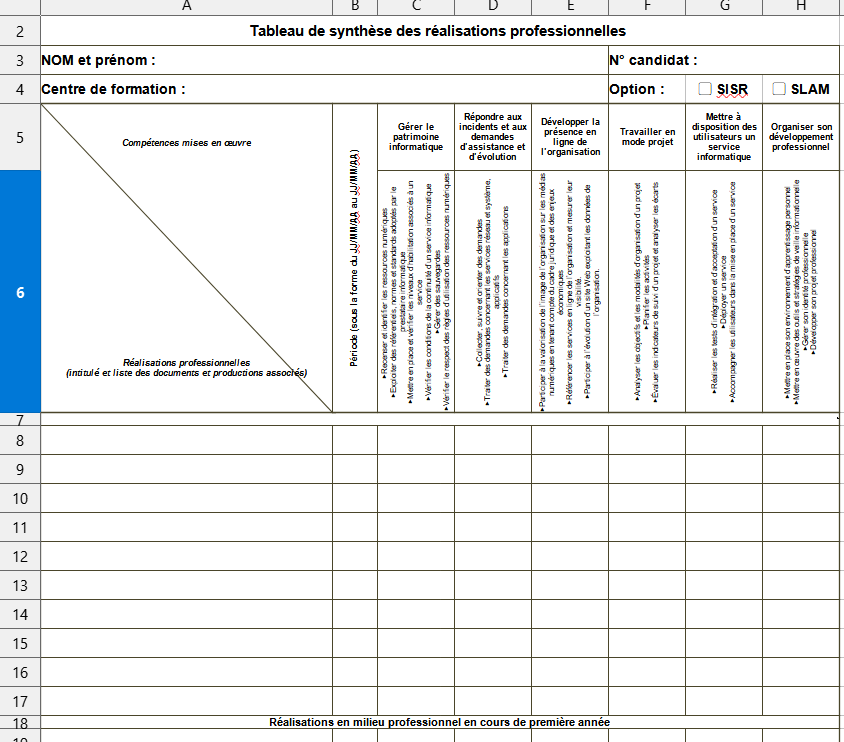 A B C D E F G H
2 Tableau de synthèse des réalisations professionnelles
3 NOM et prénom : N° candidat :
4 Centre de formation : Option : SISR SLAM
5
Compétences mises en œuvre
Gérer le
patrimoine
informatique
Répondre aux
incidents et aux
demandes
d'assistance et
d'évolution
Développer la
présence en
ligne de
l'organisation
Travailler en
mode projet
Mettre à
disposition des
utilisateurs un
service
informatique
Organiser son
développement
professionnel
6
Réalisations professionnelles
(intitulé et liste des documents et productions associés)
Période (sous la forme du JJ/MM/AA au JJ/MM/AA)
▸Recenser et identifier les ressources numériques
▸Exploiter des référentiels, normes et standards adoptés par le
prestataire informatique
▸Mettre en place et vérifier les niveaux d'habilitation associés à un
service
▸Vérifier les conditions de la continuité d'un service informatique
▸Gérer des sauvegardes
▸Vérifier le respect des règles d'utilisation des ressources numériques
▸Collecter, suivre et orienter des demandes
▸Traiter des demandes concernant les services réseau et système,
applicatifs
▸Traiter des demandes concernant les applications
▸Participer à la valorisation de l'image de l'organisation sur les médias
numériques en tenant compte du cadre juridique et des enjeux
économiques
▸Référencer les services en ligne de l'organisation et mesurer leur
visibilité.
▸Participer à l'évolution d'un site Web exploitant les données de
l'organisation.
▸Analyser les objectifs et les modalités d'organisation d'un projet
▸Planifier les activités
▸Évaluer les indicateurs de suivi d'un projet et analyser les écarts
▸Réaliser les tests d'intégration et d'acceptation d'un service
▸Déployer un service
▸Accompagner les utilisateurs dans la mise en place d'un service
▸Mettre en place son environnement d'apprentissage personnel
▸Mettre en œuvre des outils et stratégies de veille informationnelle
▸Gérer son identité professionnelle
▸Développer son projet professionnel
7
8
9
10
11
12
13
14
15
16
17
18 Réalisations en milieu professionnel en cours de première année